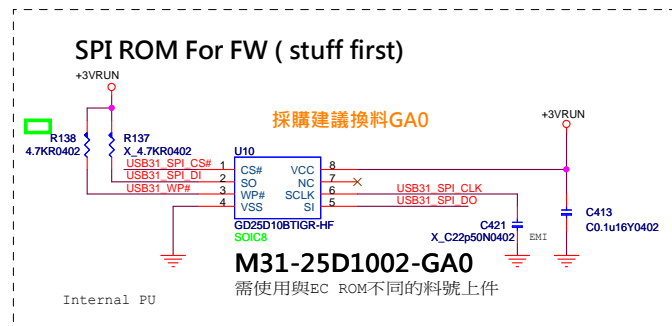 SPI ROM For FW ( stuff first)
+3VRUN
+3VRUN
採購建議換料GA0
R138
4.7KR0402
R137
X_4.7KR0402
U10
USB31_SPI_CS#
1
CS#
VCC
8
USB31_SPI_DI
2
SO
NC
7
USB31_WP#
3
WP#
SCLK
6
USB31_SPI_CLK
4
VSS
SI
5
USB31_SPI_DO
GD25D10BTIGR-HF
SOIC8
C421
X_C22p50N0402
EMI
C413
C0.1u16Y0402
M31-25D1002-GA0
需使用與EC ROM不同的料號上件
Internal PU